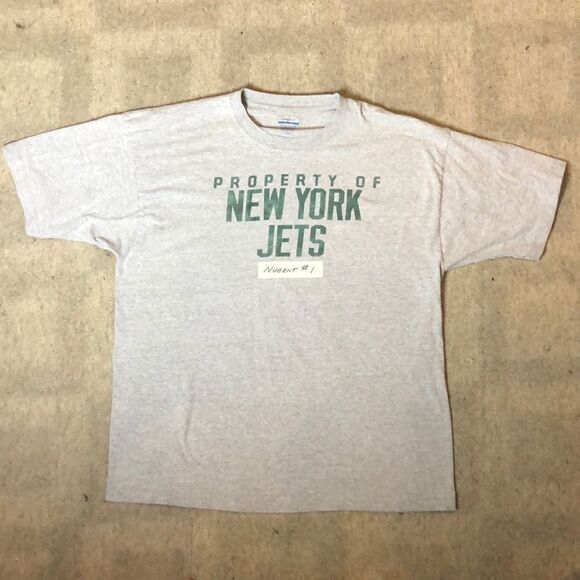 PROPERTY OF
NEW YORK
JETS
NUGENT #1